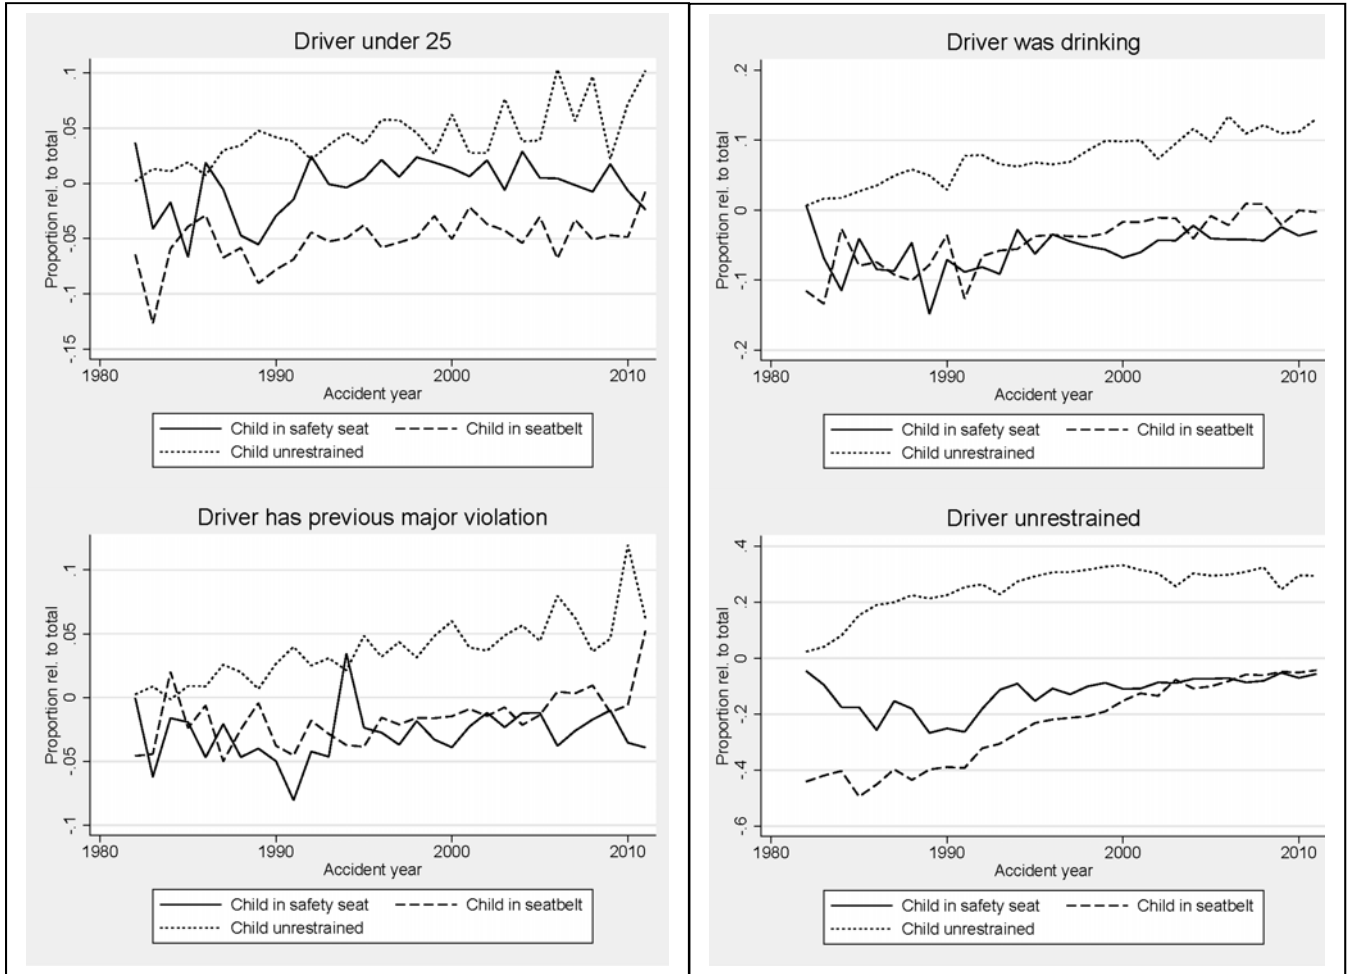 Driver under 25
Proportion rel. to total
.1
.05
0
-.05
-.1
-.15
1980 1990 2000 2010
Accident year
Child in safety seat Child in seatbelt
Child unrestrained
Driver was drinking
Proportion rel. to total
.2
.1
0
-.1
-.2
1980 1990 2000 2010
Accident year
Child in safety seat Child in seatbelt
Child unrestrained
Driver has previous major violation
Proportion rel. to total
.1
.05
0
-.05
-.1
1980 1990 2000 2010
Accident year
Child in safety seat Child in seatbelt
Child unrestrained
Driver unrestrained
Proportion rel. to total
.4
.2
0
-.2
-.4
-.6
1980 1990 2000 2010
Accident year
Child in safety seat Child in seatbelt
Child unrestrained